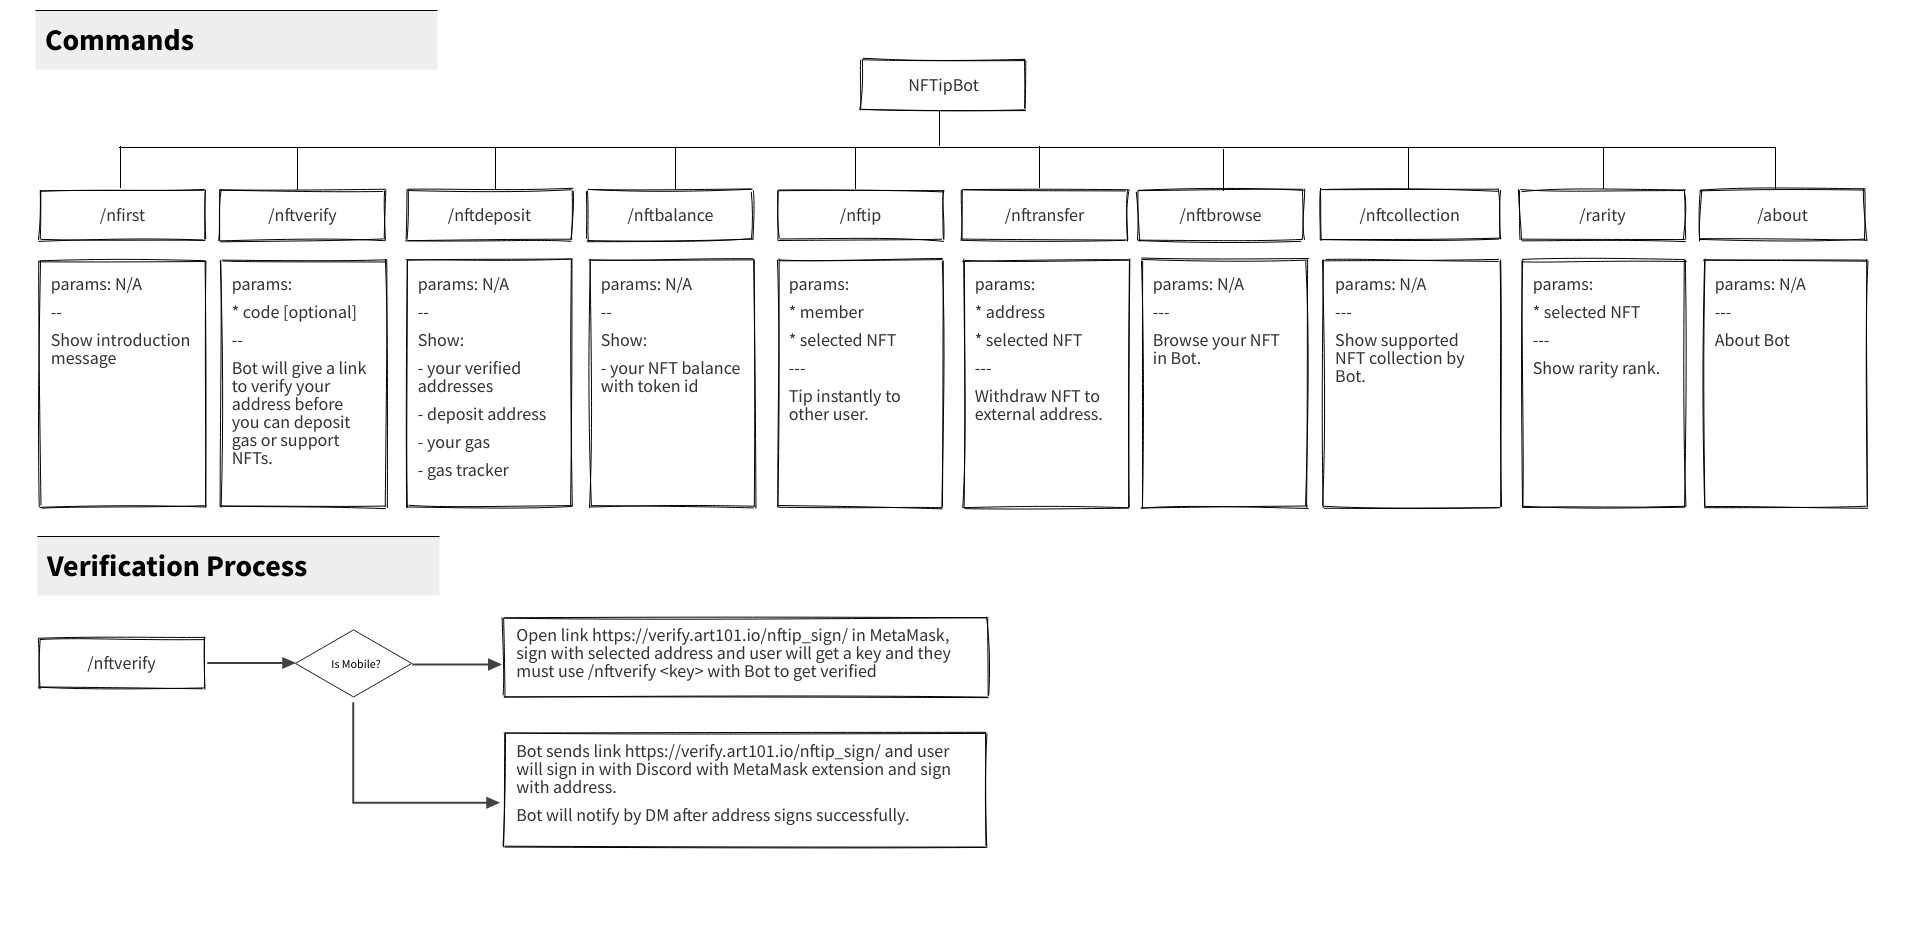 Commands
NFTipBot
/nfirst
/nftverify
/nftdeposit
/nftbalance
/nftip
/nftransfer
/nftbrowse
/nftcollection
/rarity
/about
params: N/A
--
Show introduction
message
params:
* code [optional]
--
Bot will give a link
to verify your
address before
you can deposit
gas or support
NFTs.
params: N/A
--
Show:
- your verified
addresses
- deposit address
- your gas
- gas tracker
params: N/A
--
Show:
- your NFT balance
with token id
params:
* member
* selected NFT
---
Tip instantly to
other user.
params:
* address
* selected NFT
---
Withdraw NFT to
external address.
params: N/A
---
Browse your NFT
in Bot.
params: N/A
---
Show supported
NFT collection by
Bot.
params:
* selected NFT
---
Show rarity rank.
params: N/A
---
About Bot
Verification Process
/nftverify
Is Mobile?
Open link https://verify.art101.io/nftip_sign/ in MetaMask,
sign with selected address and user will get a key and they
must use /nftverify <key> with Bot to get verified
Bot sends link https://verify.art101.io/nftip_sign/ and user
will sign in with Discord with MetaMask extension and sign
with address.
Bot will notify by DM after address signs successfully.